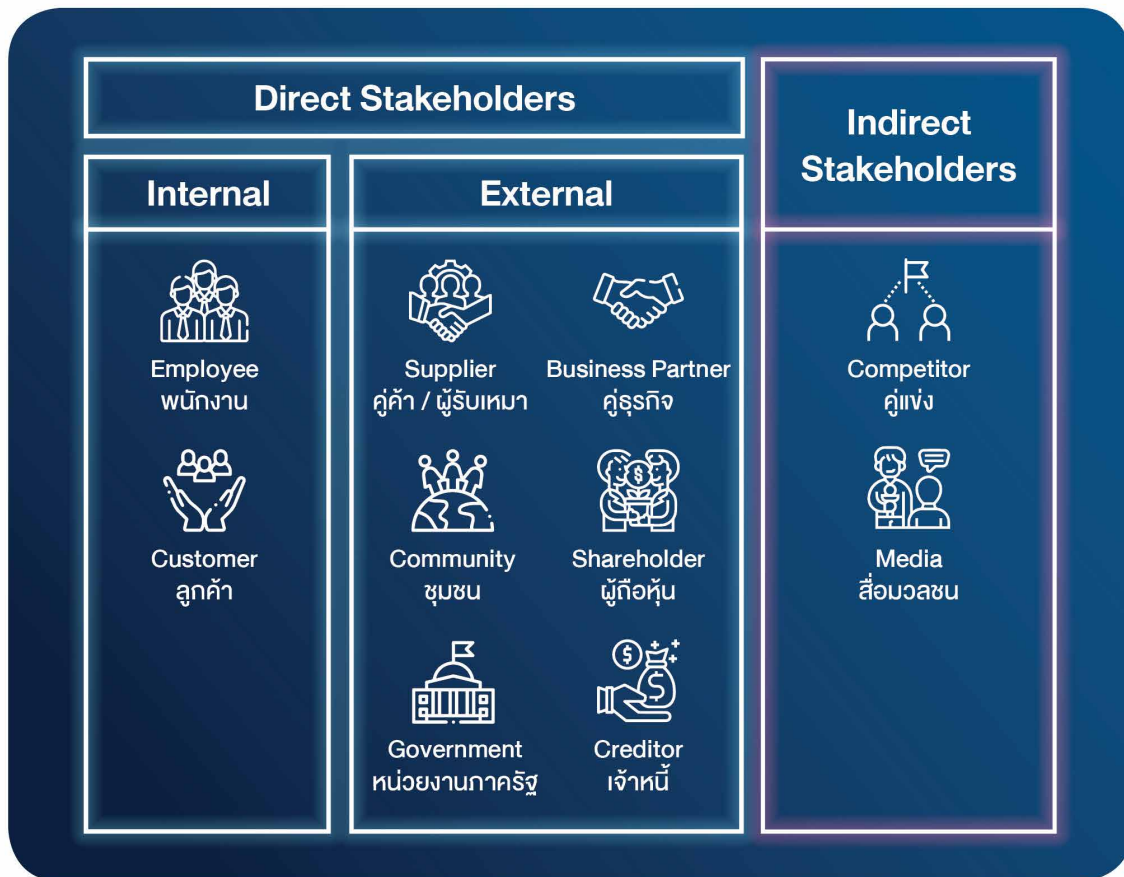 Direct Stakeholders
Indirect
Stakeholders
Internal
External
Employee
พนักงาน
Customer
ลูกค้า
Supplier
คู่ค้า / ผู้รับเหมา
Business Partner
คู่ธุรกิจ
Community
ชุมชน
Shareholder
ผู้ถือหุ้น
Government
หน่วยงานภาครัฐ
Creditor
เจ้าหนี้
Competitor
คู่แข่ง
Media
สื่อมวลชน